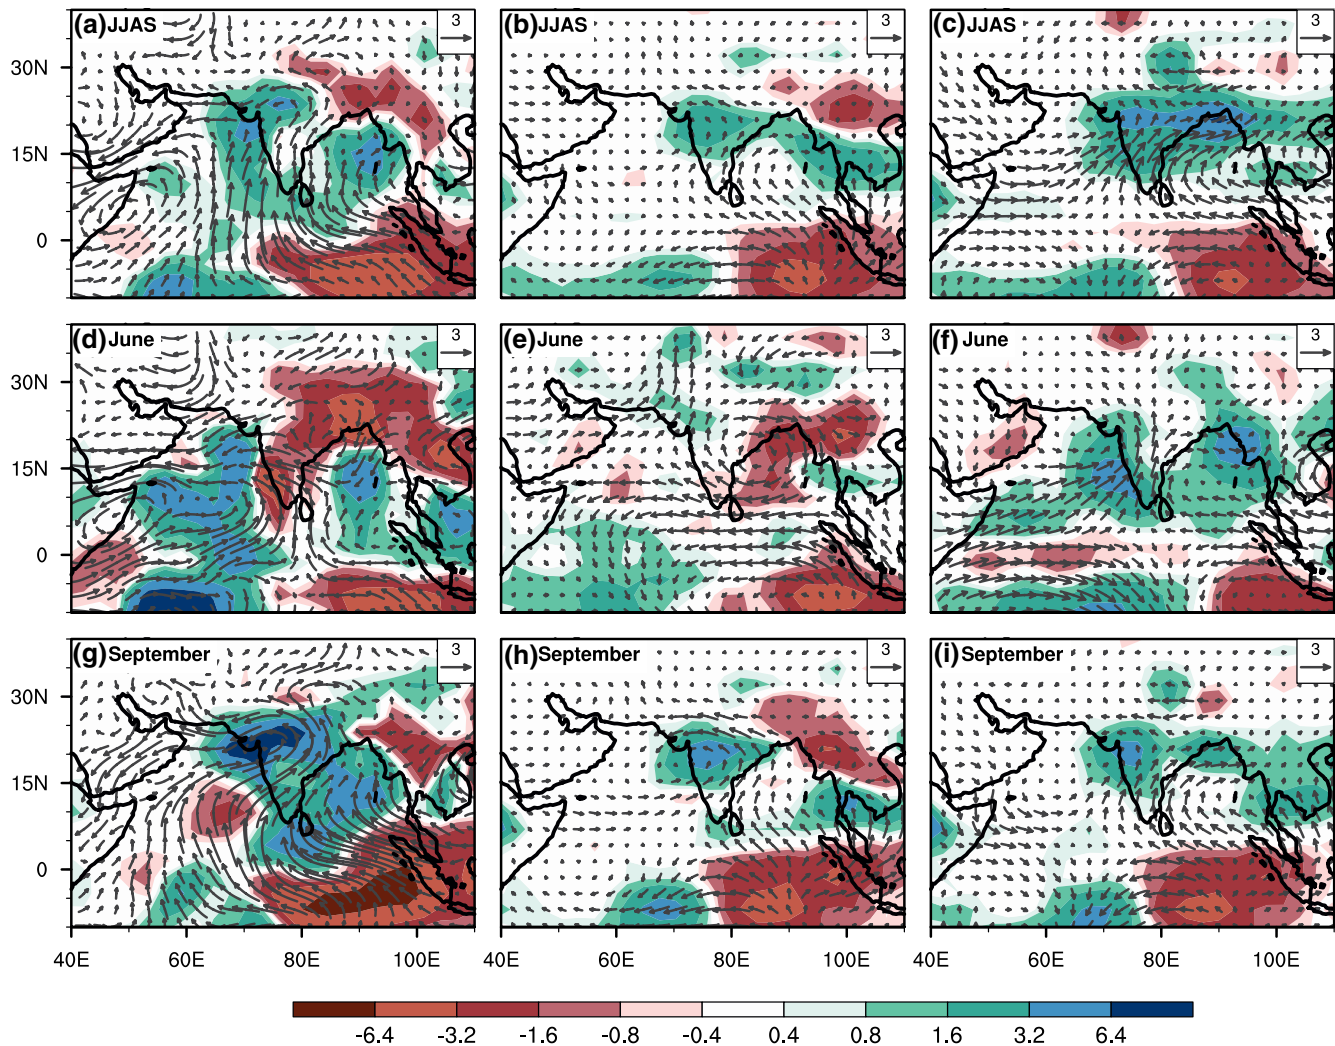 (a) JJAS 3 (b) JJAS 3 (c) JJAS 3
30N
15N
0
(d) June 3 (e) June 3 (f) June 3
30N
15N
0
(g) September 3 (h) September 3 (i) September 3
30N
15N
0
40E 60E 80E 100E 40E 60E 80E 100E 40E 60E 80E 100E
-6.4 -3.2 -1.6 -0.8 -0.4 0.4 0.8 1.6 3.2 6.4